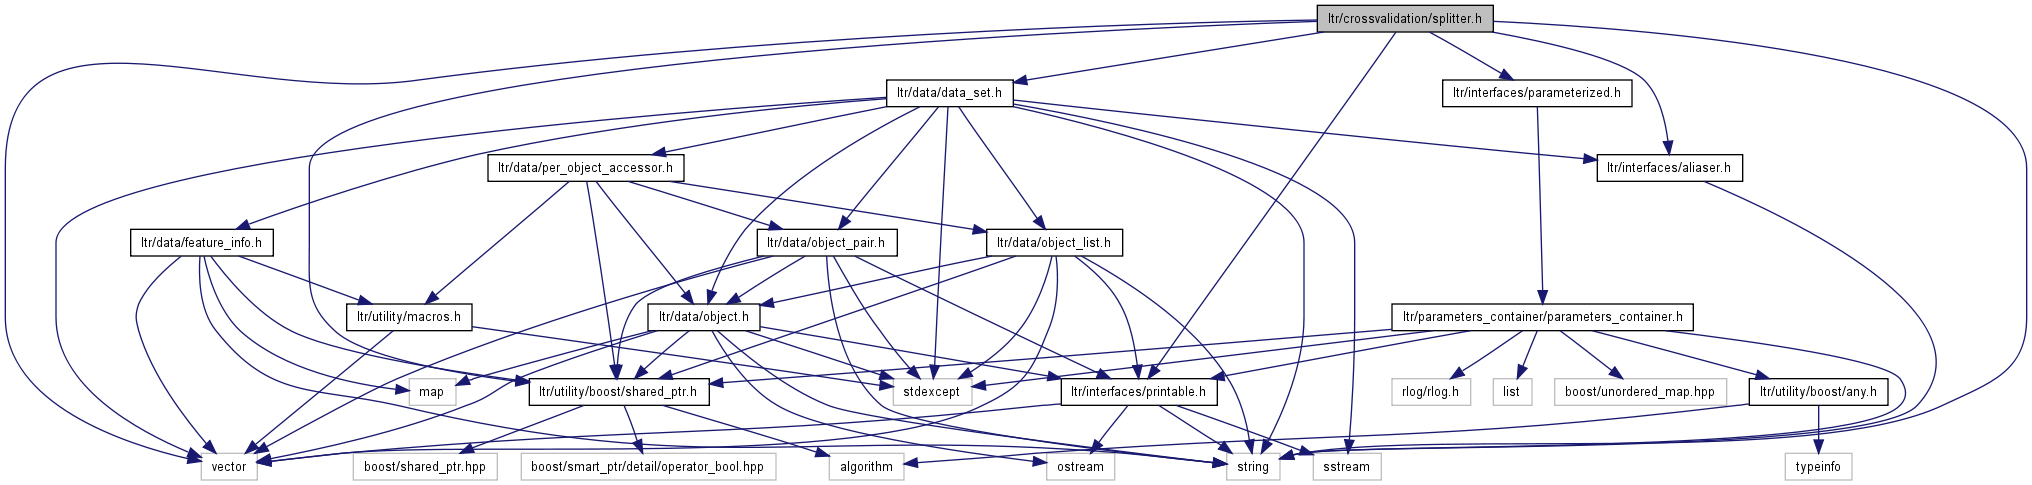 ltr/crossvalidation/splitter.h
ltr/data/data_set.h
ltr/interfaces/parameterized.h
ltr/data/per_object_accessor.h
ltr/interfaces/aliaser.h
ltr/data/feature_info.h
ltr/data/object_pair.h
ltr/data/object_list.h
ltr/utility/macros.h
ltr/data/object.h
ltr/parameters_container/parameters_container.h
map
ltr/utility/boost/shared_ptr.h
stdexcept
ltr/interfaces/printable.h
rlog/rlog.h
list
boost/unordered_map.hpp
ltr/utility/boost/any.h
vector
boost/shared_ptr.hpp
boost/smart_ptr/detail/operator_bool.hpp
algorithm
ostream
string
sstream
typeinfo